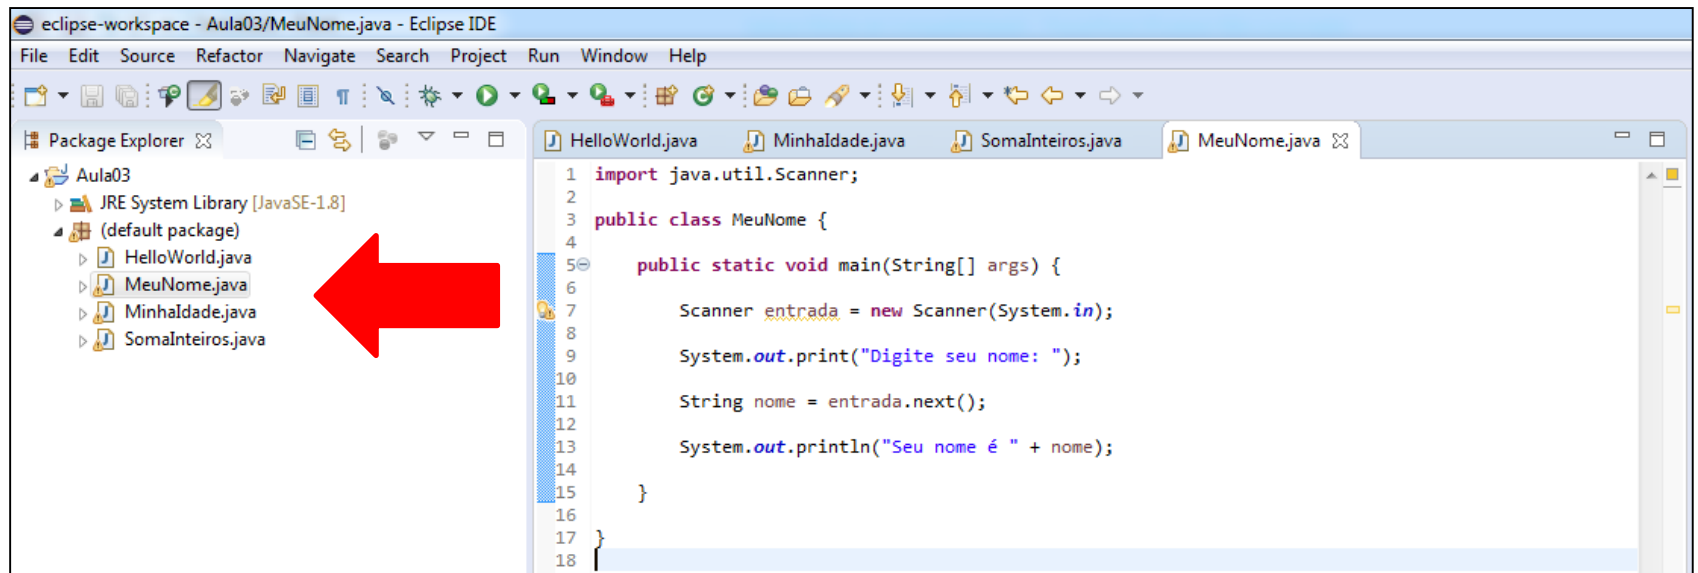 eclipse-workspace - Aula03/MeuNome.java - Eclipse IDE
File Edit Source Refactor Navigate Search Project Run Window Help
Package Explorer
Aula03
JRE System Library [JavaSE-1.8]
(default package)
HelloWorld.java
MeuNome.java
MinhaIdade.java
SomaInteiros.java
HelloWorld.java MinhaIdade.java SomaInteiros.java MeuNome.java
1 import java.util.Scanner;
2
3 public class MeuNome {
4
5 public static void main(String[] args) {
6
7 Scanner entrada = new Scanner(System.in);
8
9 System.out.print("Digite seu nome: ");
10
11 String nome = entrada.next();
12
13 System.out.println("Seu nome é " + nome);
14
15 }
16
17 }
18